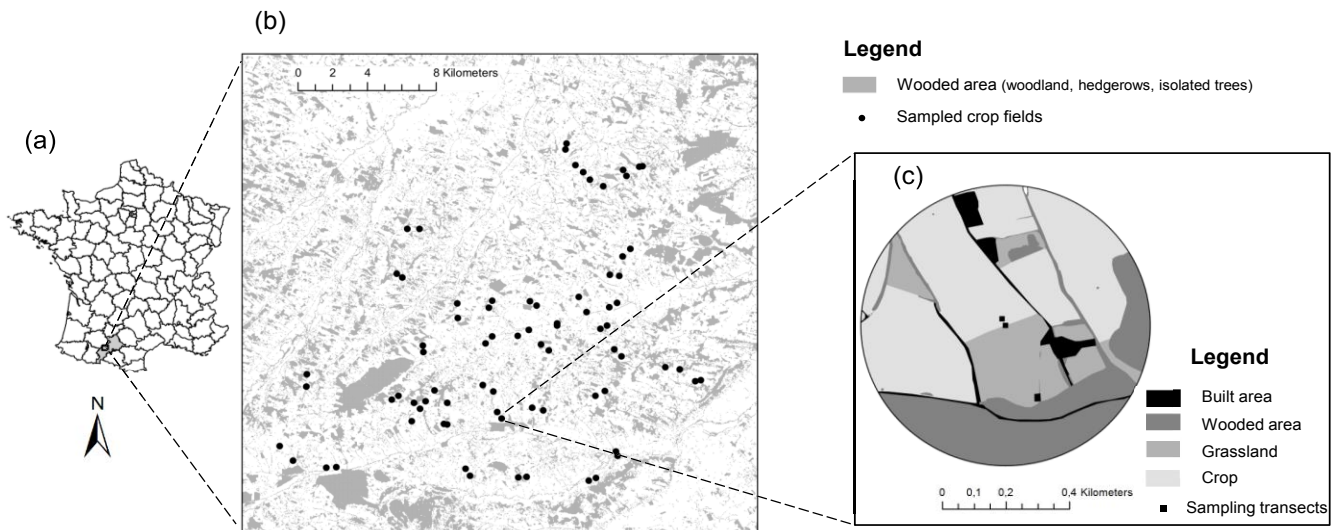 (a)
N
(b)
0 2 4 8 Kilometers
Legend
Wooded area (woodland, hedgerows, isolated trees)
Sampled crop fields
(c)
Legend
Built area
Wooded area
Grassland
Crop
Sampling transects
0 0,1 0,2 0,4 Kilometers